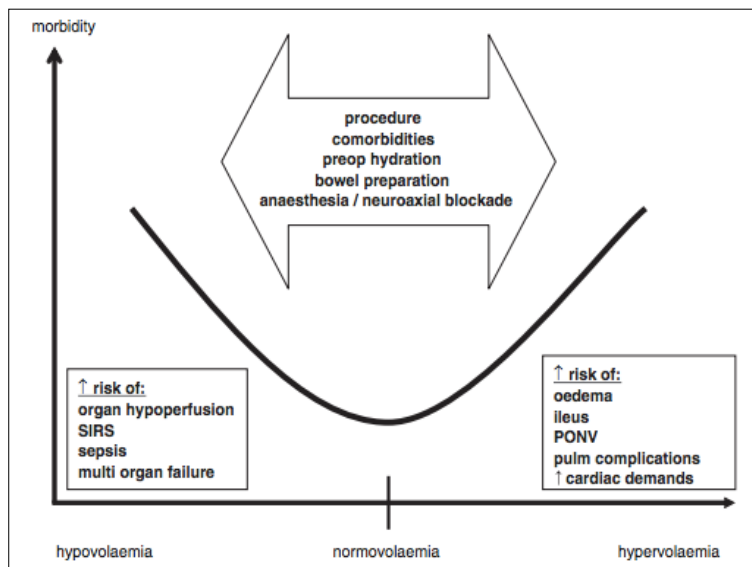 morbidity
procedure
comorbidities
preop hydration
bowel preparation
anaesthesia / neuroaxial blockade
↑ risk of:
organ hypoperfusion
SIRS
sepsis
multi organ failure
↑ risk of:
oedema
ileus
PONV
pulm complications
↑ cardiac demands
hypovolaemia
normovolaemia
hypervolaemia